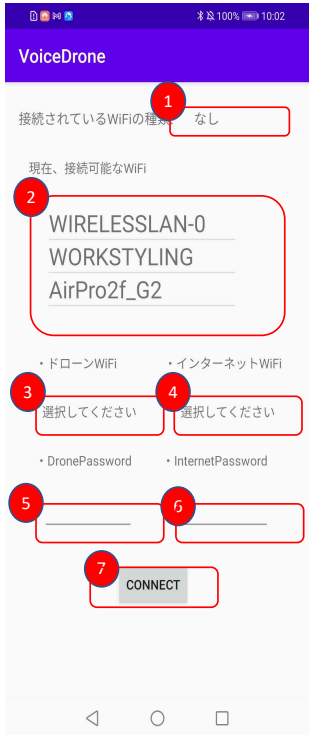 100% 10:02
VoiceDrone
1
接続されているWiFiの種類 なし
現在、接続可能なWiFi
2
WIRELESSLAN-0
WORKSTYLING
AirPro2f_G2
・ドローンWiFi ・インターネットWiFi
3 4
選択してください 選択してください
・DronePassword ・InternetPassword
5 6
7
CONNECT